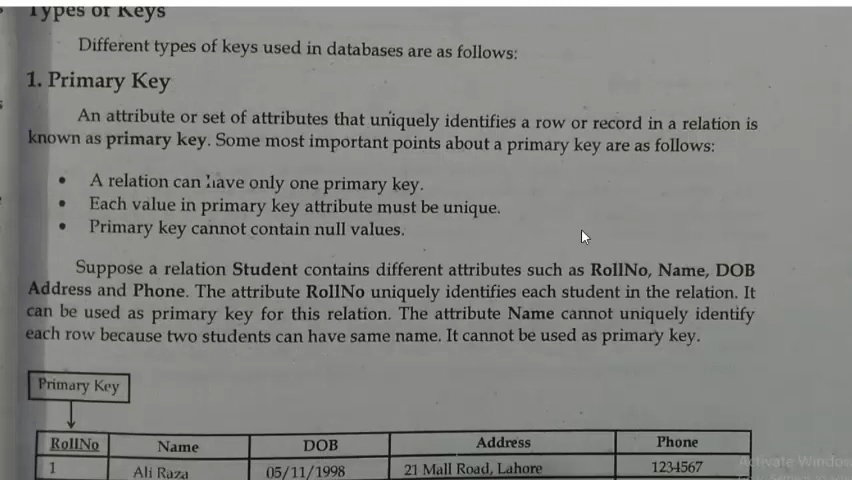 Types of Keys
Different types of keys used in databases are as follows:
1. Primary Key
An attribute or set of attributes that uniquely identifies a row or record in a relation is
known as primary key. Some most important points about a primary key are as follows:
• A relation can have only one primary key.
• Each value in primary key attribute must be unique.
• Primary key cannot contain null values.
Suppose a relation Student contains different attributes such as RollNo, Name, DOB
Address and Phone. The attribute RollNo uniquely identifies each student in the relation. It
can be used as primary key for this relation. The attribute Name cannot uniquely identify
each row because two students can have same name. It cannot be used as primary key.
Primary Key
RollNo Name DOB Address Phone
1 Ali Raza 05/11/1998 21 Mall Road, Lahore 1234567
Activate Windows